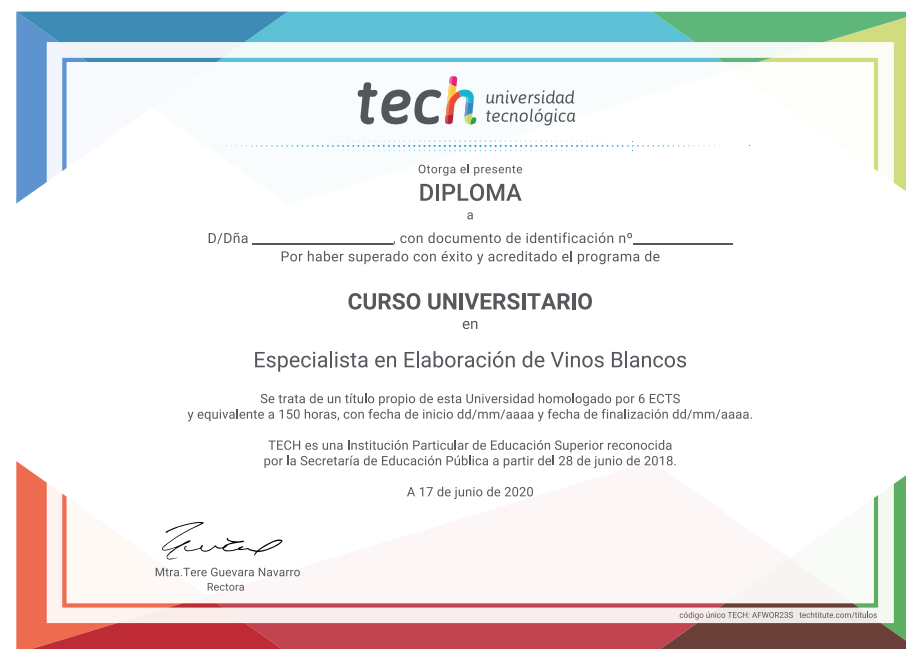 tech universidad
tecnológica
Otorga el presente
DIPLOMA
a
D/Dña ____________________, con documento de identificación nº______________
Por haber superado con éxito y acreditado el programa de
CURSO UNIVERSITARIO
en
Especialista en Elaboración de Vinos Blancos
Se trata de un título propio de esta Universidad homologado por 6 ECTS
y equivalente a 150 horas, con fecha de inicio dd/mm/aaaa y fecha de finalización dd/mm/aaaa.
TECH es una Institución Particular de Educación Superior reconocida
por la Secretaría de Educación Pública a partir del 28 de junio de 2018.
A 17 de junio de 2020
Mtra.Tere Guevara Navarro
Rectora
código único TECH: AFWOR23S techtitute.com/titulos